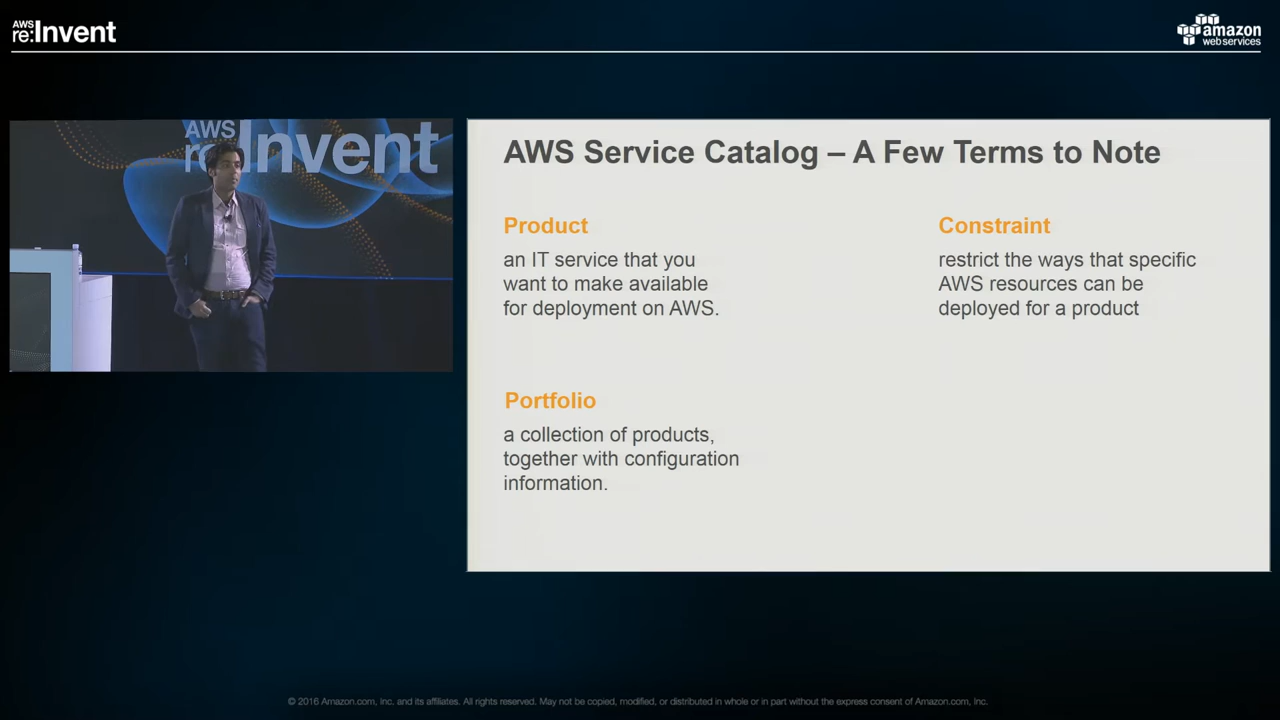 AWS
re:Invent
amazon
web services
AWS
re:Invent
AWS Service Catalog – A Few Terms to Note
Product
an IT service that you
want to make available
for deployment on AWS.
Constraint
restrict the ways that specific
AWS resources can be
deployed for a product
Portfolio
a collection of products,
together with configuration
information.
© 2016 Amazon.com, Inc. and its affiliates. All rights reserved. May not be copied, modified, or distributed in whole or in part without the express consent of Amazon.com, Inc.